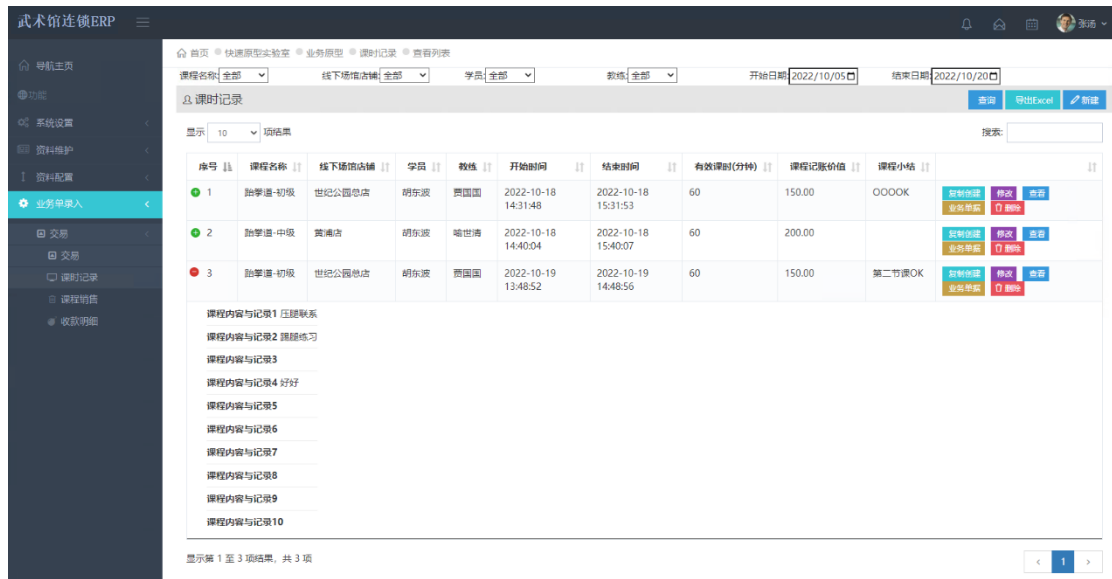 武术馆连锁ERP
张汤
首页 快速原型实验室 业务原型 课时记录 查看列表
导航主页
功能
系统设置
资料维护
资料配置
业务单录入
交易
交易
课时记录
课程销售
收款明细
课程名称: 全部 线下场馆店铺: 全部 学员: 全部 教练: 全部 开始日期: 2022/10/05 结束日期: 2022/10/20
课时记录 查询 导出Excel 新建
显示 10 项结果 搜索:
序号 课程名称 线下场馆店铺 学员 教练 开始时间 结束时间 有效课时(分钟) 课程记账价值 课程小结
1 跆拳道-初级 世纪公园总店 胡东波 贾国国 2022-10-18 14:31:48 2022-10-18 15:31:53 60 150.00 OOOOK 复制创建 修改 查看 业务单据 删除
2 跆拳道-中级 黄浦店 胡东波 喻世清 2022-10-18 14:40:04 2022-10-18 15:40:07 60 200.00 复制创建 修改 查看 业务单据 删除
3 跆拳道-初级 世纪公园总店 胡东波 贾国国 2022-10-19 13:48:52 2022-10-19 14:48:56 60 150.00 第二节课OK 复制创建 修改 查看 业务单据 删除
课程内容与记录1 压腿联系
课程内容与记录2 踢腿练习
课程内容与记录3
课程内容与记录4 好好
课程内容与记录5
课程内容与记录6
课程内容与记录7
课程内容与记录8
课程内容与记录9
课程内容与记录10
显示第 1 至 3 项结果，共 3 项
1